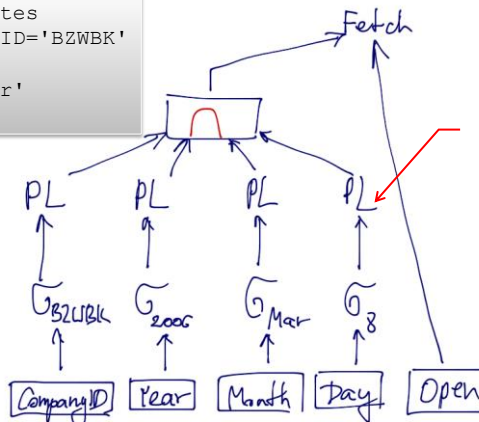 tes
ID='BZWBK'
r'
Fetch
∩
PL PL PL PL
σBZWBK σ2006 σMar σ8
CompanyID Year Month Day Open